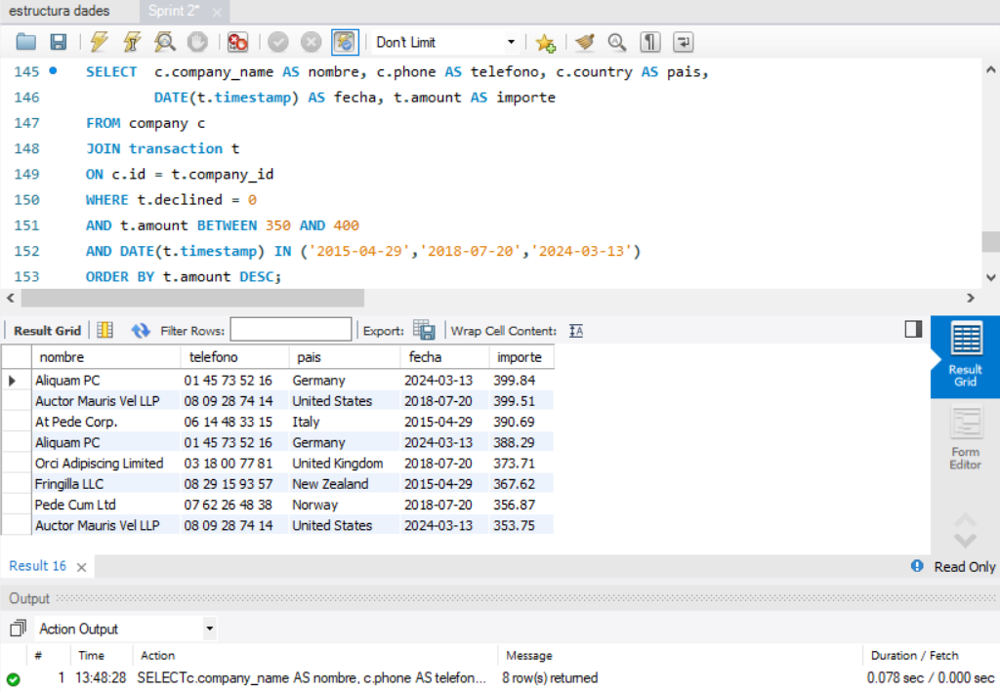 estructura dades
Sprint 2* ×
Don't Limit
145 SELECT c.company_name AS nombre, c.phone AS telefono, c.country AS pais,
146 DATE(t.timestamp) AS fecha, t.amount AS importe
147 FROM company c
148 JOIN transaction t
149 ON c.id = t.company_id
150 WHERE t.declined = 0
151 AND t.amount BETWEEN 350 AND 400
152 AND DATE(t.timestamp) IN ('2015-04-29','2018-07-20','2024-03-13')
153 ORDER BY t.amount DESC;
Result Grid Filter Rows: Export: Wrap Cell Content:
nombre telefono pais fecha importe
Aliquam PC 01 45 73 52 16 Germany 2024-03-13 399.84
Auctor Mauris Vel LLP 08 09 28 74 14 United States 2018-07-20 399.51
At Pede Corp. 06 14 48 33 15 Italy 2015-04-29 390.69
Aliquam PC 01 45 73 52 16 Germany 2024-03-13 388.29
Orci Adipiscing Limited 03 18 00 77 81 United Kingdom 2018-07-20 373.71
Fringilla LLC 08 29 15 93 57 New Zealand 2015-04-29 367.62
Pede Cum Ltd 07 62 26 48 38 Norway 2018-07-20 356.87
Auctor Mauris Vel LLP 08 09 28 74 14 United States 2024-03-13 353.75
Result
Grid
Form
Editor
Result 16 × Read Only
Output
Action Output
# Time Action Message Duration / Fetch
1 13:48:28 SELECTc.company_name AS nombre, c.phone AS telefon... 8 row(s) returned 0.078 sec / 0.000 sec